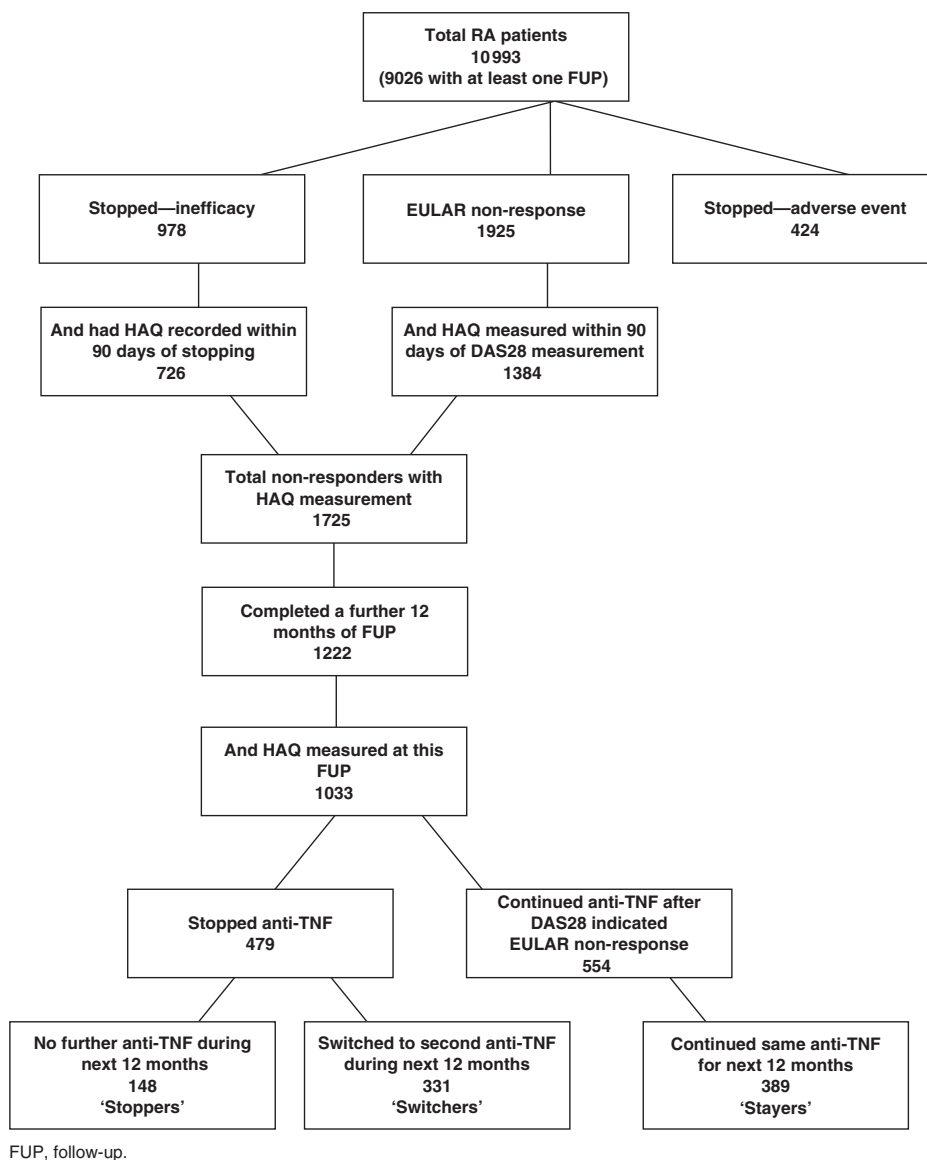 Total RA patients
10 993
(9026 with at least one FUP)
Stopped—inefficacy
978
EULAR non-response
1925
Stopped—adverse event
424
And had HAQ recorded within
90 days of stopping
726
And HAQ measured within 90
days of DAS28 measurement
1384
Total non-responders with
HAQ measurement
1725
Completed a further 12
months of FUP
1222
And HAQ measured at this
FUP
1033
Stopped anti-TNF
479
Continued anti-TNF after
DAS28 indicated
EULAR non-response
554
No further anti-TNF during
next 12 months
148
‘Stoppers’
Switched to second anti-TNF
during next 12 months
331
‘Switchers’
Continued same anti-TNF
for next 12 months
389
‘Stayers’
FUP, follow-up.